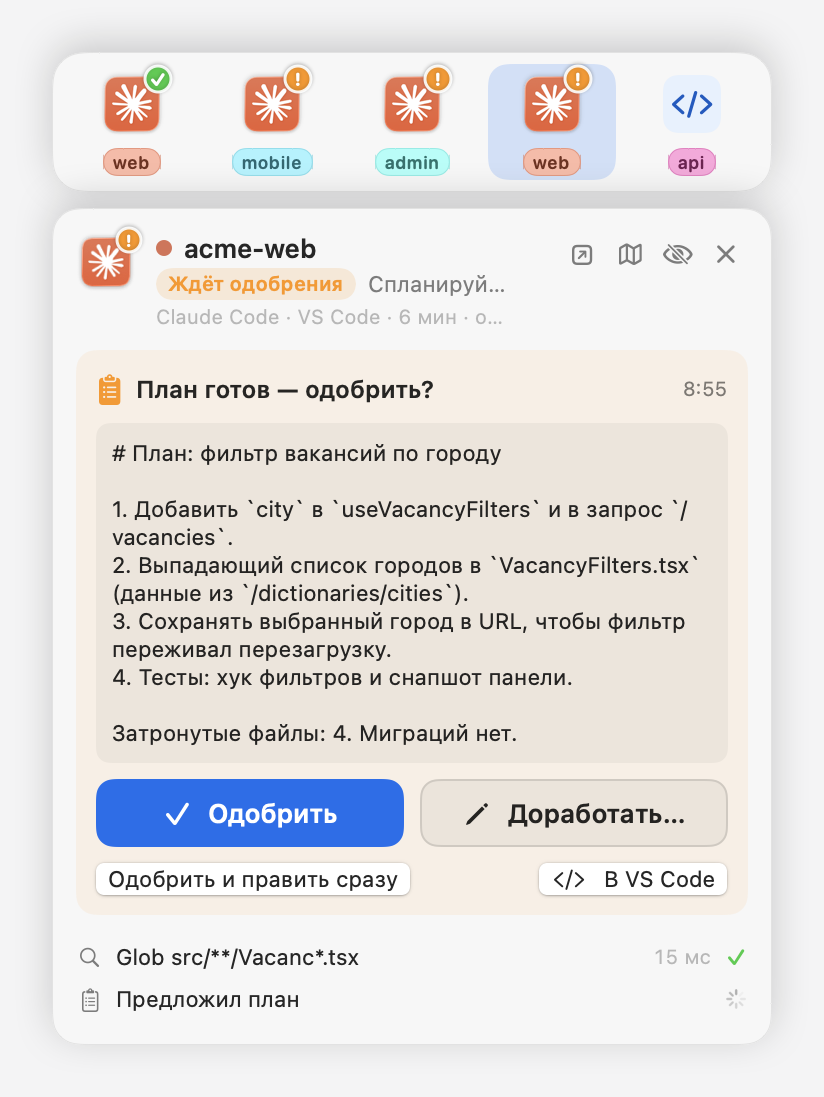 web
mobile
admin
web
</>
api
acme-web
Ждёт одобрения
Спланируй...
Claude Code · VS Code · 6 мин · о...
План готов — одобрить?
8:55
# План: фильтр вакансий по городу
1. Добавить `city` в `useVacancyFilters` и в запрос `/
vacancies`.
2. Выпадающий список городов в `VacancyFilters.tsx`
(данные из `/dictionaries/cities`).
3. Сохранять выбранный город в URL, чтобы фильтр
переживал перезагрузку.
4. Тесты: хук фильтров и снапшот панели.
Затронутые файлы: 4. Миграций нет.
Одобрить
Доработать...
Одобрить и править сразу
</> В VS Code
Glob src/**/Vacanc*.tsx
15 мс
Предложил план